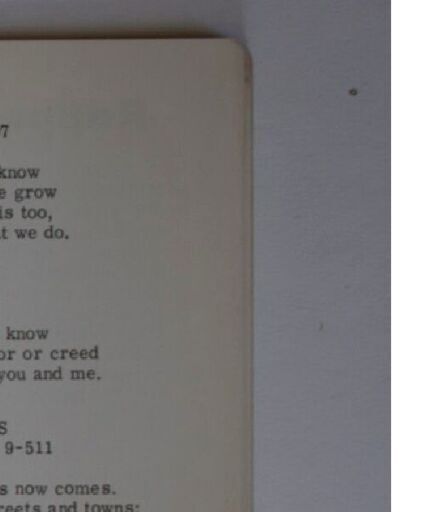 7
know
e grow
is too,
t we do.
know
or or creed
you and me.
S
9-511
s now comes.
reets and towns;